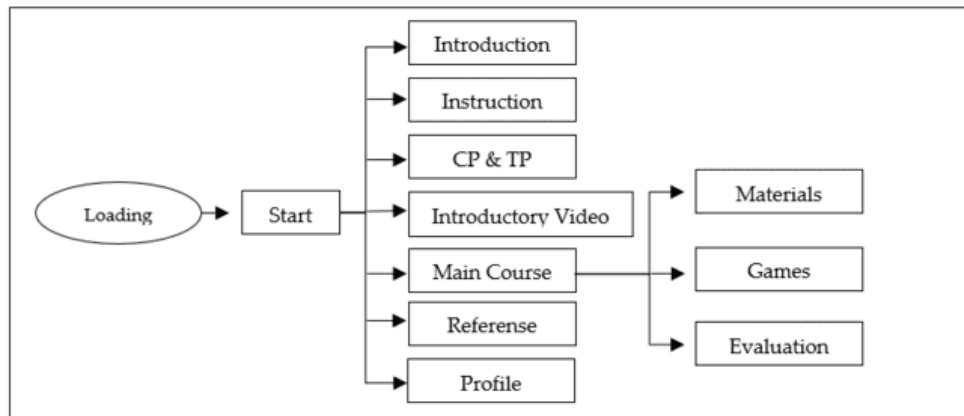 Loading
Start
Introduction
Instruction
CP & TP
Introductory Video
Main Course
Referense
Profile
Materials
Games
Evaluation